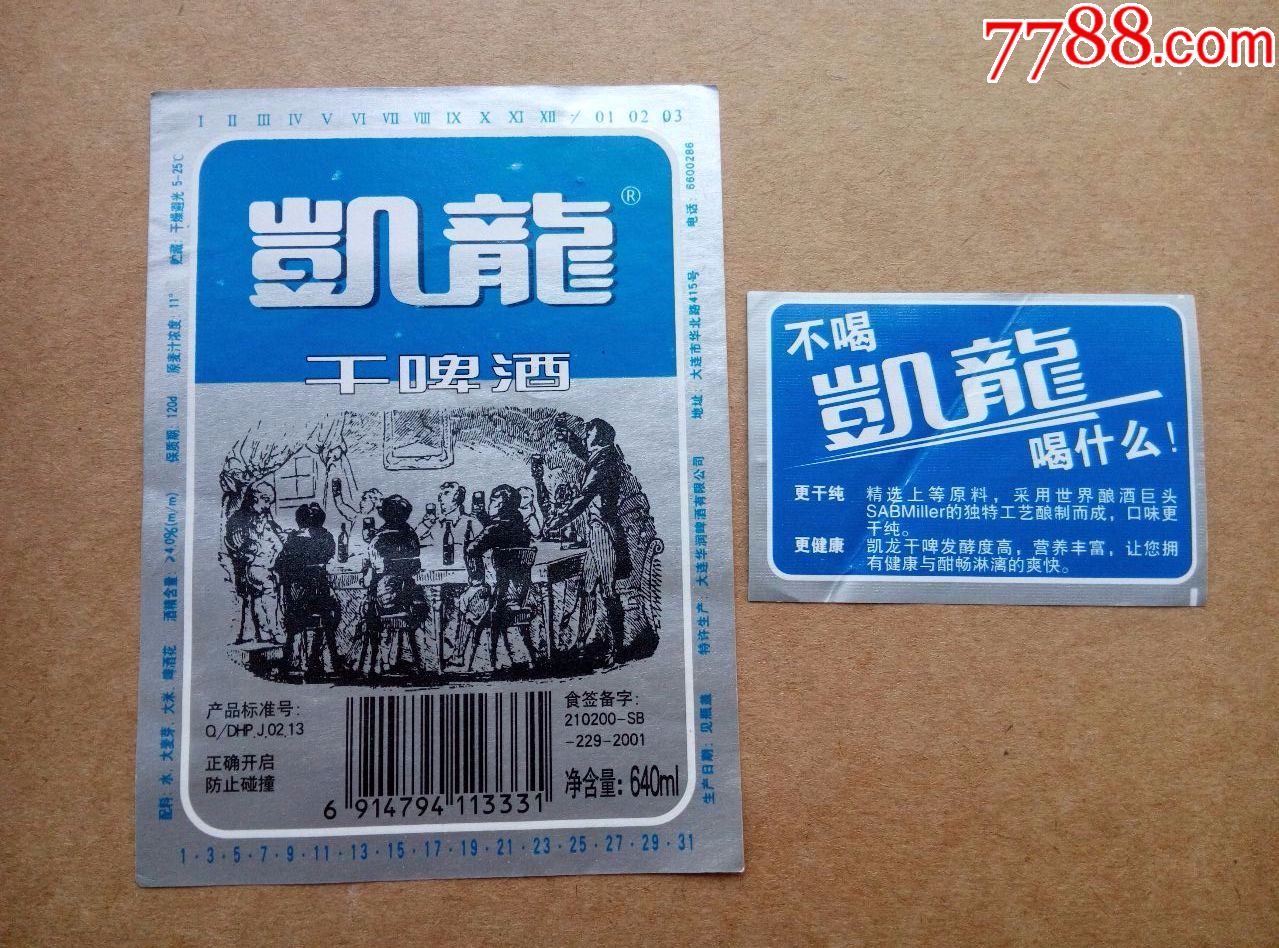 7788.com
I II III IV V VI VII VIII IX X XI XII / 01 02 03
凱龍®
干啤酒
配料：水、大麦芽、大米、啤酒花 酒精含量：≥4.0%(m/m) 保质期：120d 原麦汁浓度：11° 贮藏：干燥避光 5-25℃
生产日期：见瓶盖 特许生产：大连华润啤酒有限公司 地址：大连市华北路415号 电话：6600286
产品标准号：
Q/DHP.J.02.13
正确开启
防止碰撞
6 914794 113331
食签备字：
210200-SB
-229-2001
净含量：640ml
1·3·5·7·9·11·13·15·17·19·21·23·25·27·29·31
不喝
凱龍
喝什么！
更干纯 精选上等原料，采用世界酿酒巨头
SABMiller的独特工艺酿制而成，口味更
干纯。
更健康 凯龙干啤发酵度高，营养丰富，让您拥
有健康与酣畅淋漓的爽快。